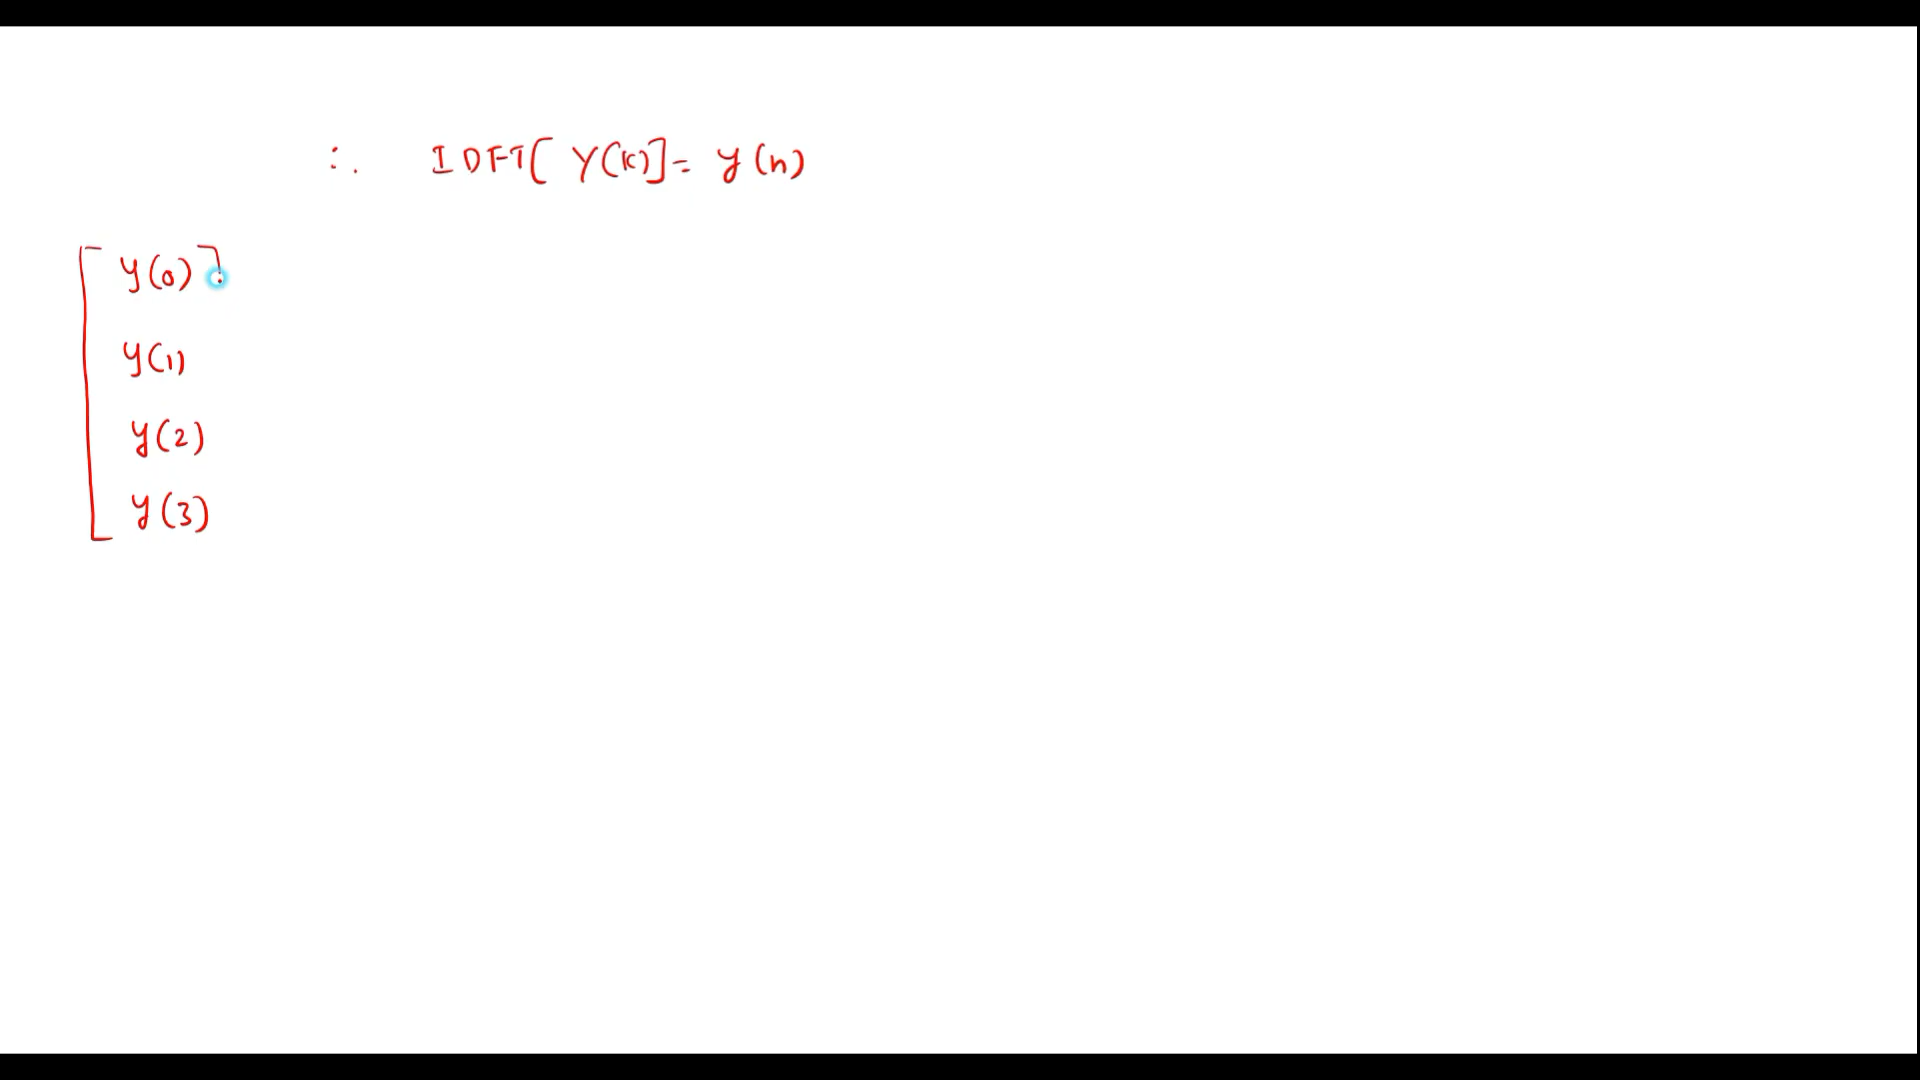 ∴ IDFT[ Y(K)] = y(n)
y(0)
y(1)
y(2)
y(3)